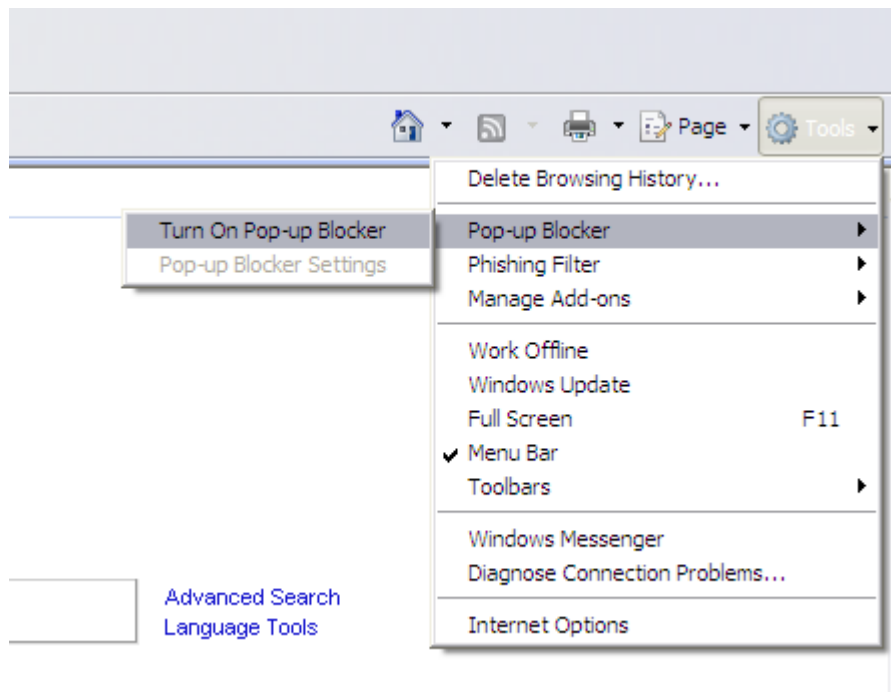 Page
Tools
Delete Browsing History...
Turn On Pop-up Blocker
Pop-up Blocker Settings
Pop-up Blocker
Phishing Filter
Manage Add-ons
Work Offline
Windows Update
Full Screen F11
Menu Bar
Toolbars
Windows Messenger
Diagnose Connection Problems...
Internet Options
Advanced Search
Language Tools